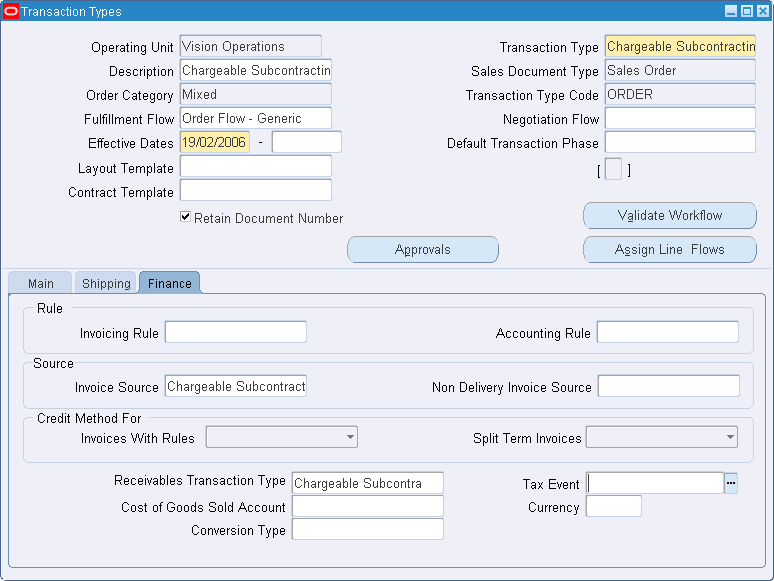 Transaction Types
Operating Unit Vision Operations Transaction Type Chargeable Subcontractin
Description Chargeable Subcontractin Sales Document Type Sales Order
Order Category Mixed Transaction Type Code ORDER
Fulfillment Flow Order Flow - Generic Negotiation Flow
Effective Dates 19/02/2006 - Default Transaction Phase
Layout Template [ ]
Contract Template
Retain Document Number Validate Workflow
Approvals Assign Line Flows
Main Shipping Finance
Rule
Invoicing Rule Accounting Rule
Source
Invoice Source Chargeable Subcontract Non Delivery Invoice Source
Credit Method For
Invoices With Rules Split Term Invoices
Receivables Transaction Type Chargeable Subcontra Tax Event ...
Cost of Goods Sold Account Currency
Conversion Type